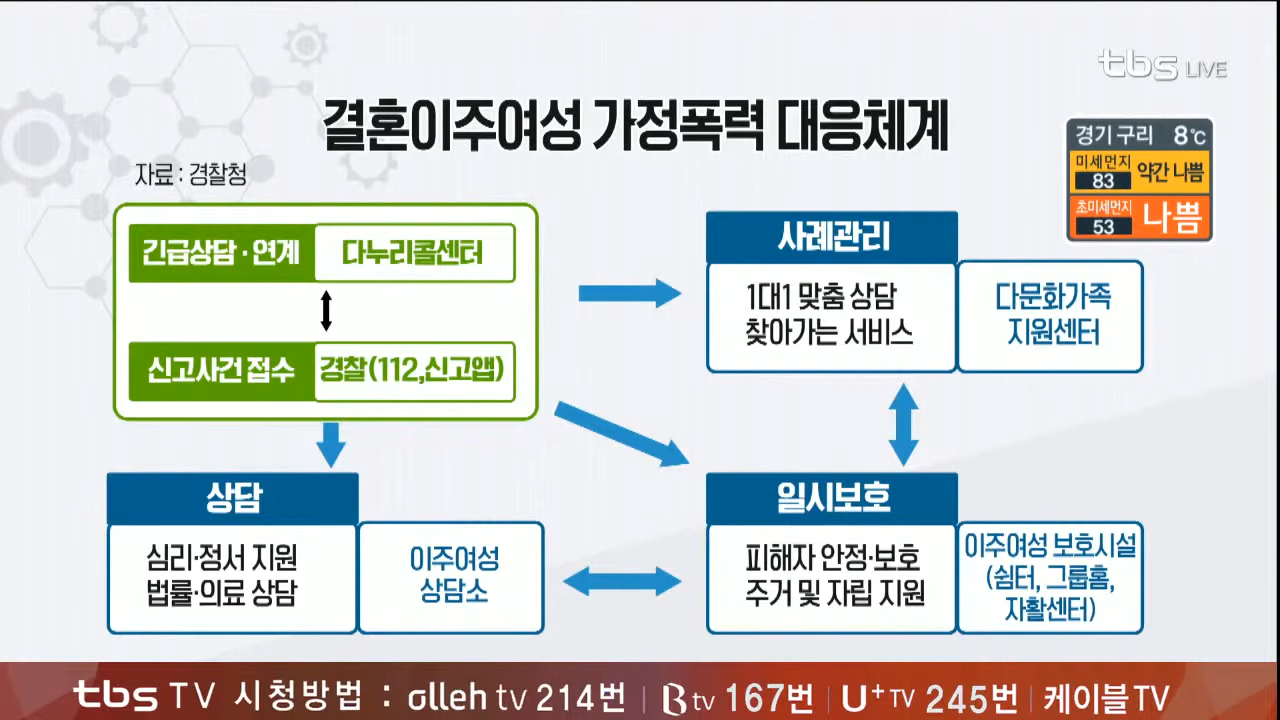 tbs LIVE
결혼이주여성 가정폭력 대응체계
경기 구리 8℃
미세먼지 83 약간 나쁨
초미세먼지 53 나쁨
자료 : 경찰청
긴급상담·연계 다누리콜센터
신고사건 접수 경찰(112,신고앱)
사례관리
1대1 맞춤 상담
찾아가는 서비스
다문화가족
지원센터
상담
심리·정서 지원
법률·의료 상담
이주여성
상담소
일시보호
피해자 안정·보호
주거 및 자립 지원
이주여성 보호시설
(쉼터, 그룹홈,
자활센터)
tbs TV 시청방법 : olleh tv 214번 | B tv 167번 | U+TV 245번 | 케이블TV